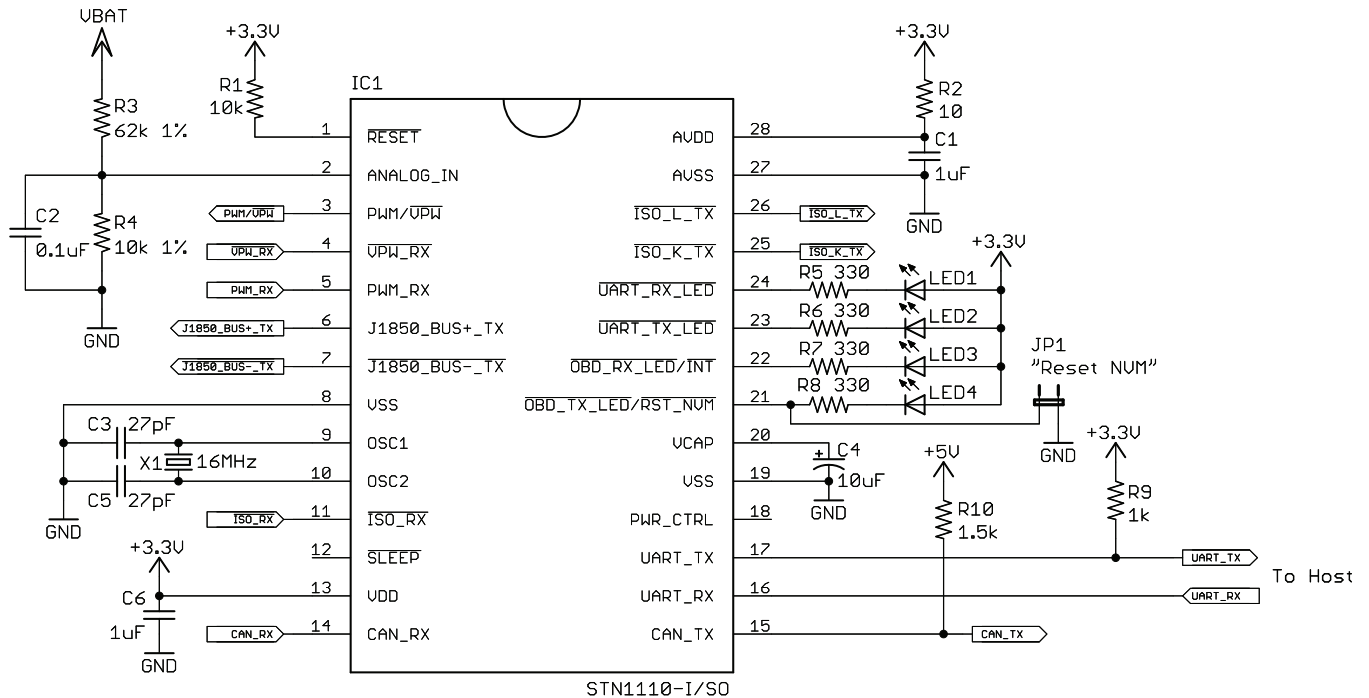 VBAT
+3.3V
R1
10k
IC1
R3
62k 1%
C2
0.1uF
R4
10k 1%
GND
1 RESET
2 ANALOG_IN
PWM/VPW 3 PWM/VPW
VPW_RX 4 VPW_RX
PWM_RX 5 PWM_RX
J1850_BUS+_TX 6 J1850_BUS+_TX
J1850_BUS-_TX 7 J1850_BUS-_TX
8 VSS
C3 27pF 9 OSC1
X1 16MHz
C5 27pF 10 OSC2
GND
ISO_RX 11 ISO_RX
12 SLEEP
+3.3V
13 VDD
C6
1uF
GND
CAN_RX 14 CAN_RX
+3.3V
R2
10
AVDD 28
C1
1uF
AVSS 27
GND
ISO_L_TX 26 ISO_L_TX
ISO_K_TX 25 ISO_K_TX
+3.3V
UART_RX_LED 24 R5 330 LED1
UART_TX_LED 23 R6 330 LED2
OBD_RX_LED/INT 22 R7 330 LED3
OBD_TX_LED/RST_NVM 21 R8 330 LED4
JP1
"Reset NVM"
GND
VCAP 20
+ C4
10uF
VSS 19
GND
PWR_CTRL 18
+5V
R10
1.5k
+3.3V
R9
1k
UART_TX 17 UART_TX
To Host
UART_RX 16 UART_RX
CAN_TX 15 CAN_TX
STN1110-I/SO